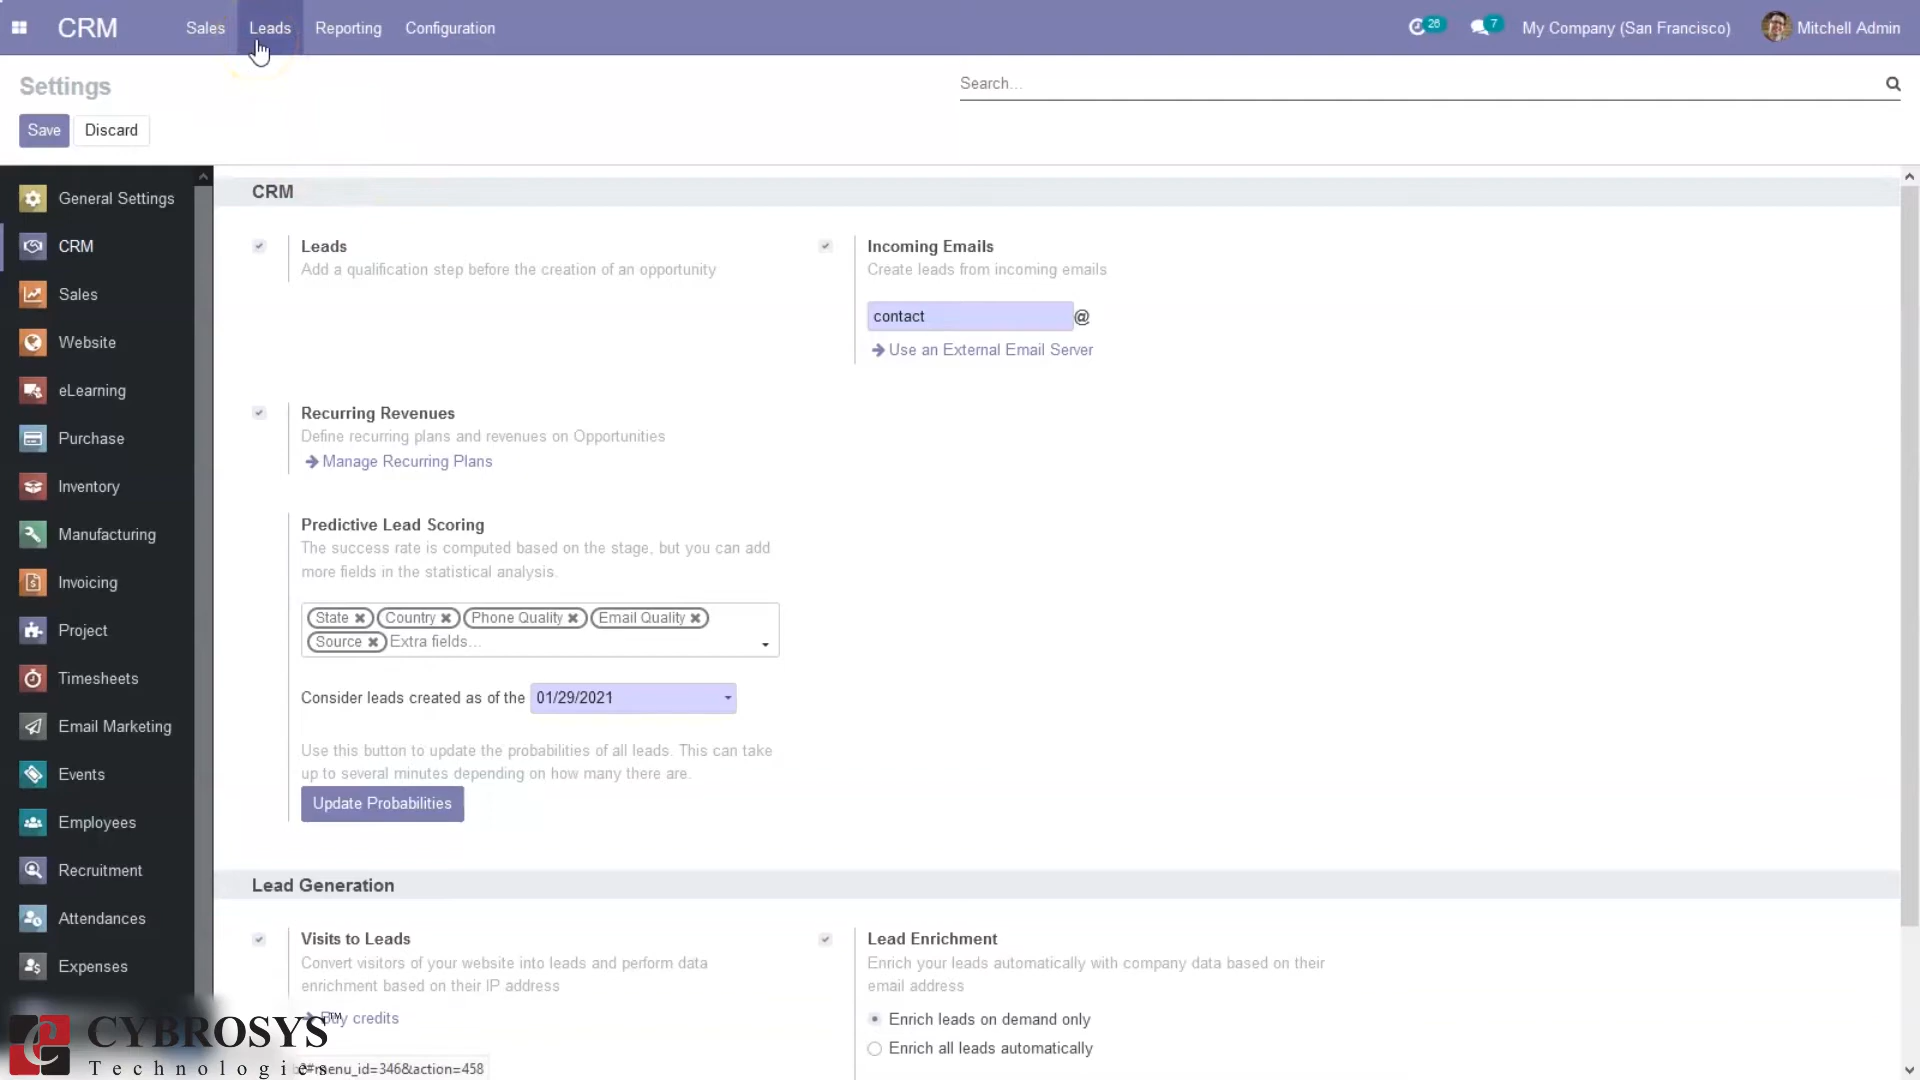 CRM Sales Leads Reporting Configuration 26 7 My Company (San Francisco) Mitchell Admin
Settings
Search...
Save Discard
General Settings
CRM
Sales
Website
eLearning
Purchase
Inventory
Manufacturing
Invoicing
Project
Timesheets
Email Marketing
Events
Employees
Recruitment
Attendances
Expenses
CRM
Leads
Add a qualification step before the creation of an opportunity
Incoming Emails
Create leads from incoming emails
contact @
Use an External Email Server
Recurring Revenues
Define recurring plans and revenues on Opportunities
Manage Recurring Plans
Predictive Lead Scoring
The success rate is computed based on the stage, but you can add
more fields in the statistical analysis.
State Country Phone Quality Email Quality
Source Extra fields...
Consider leads created as of the 01/29/2021
Use this button to update the probabilities of all leads. This can take
up to several minutes depending on how many there are.
Update Probabilities
Lead Generation
Visits to Leads
Convert visitors of your website into leads and perform data
enrichment based on their IP address
Buy credits
Lead Enrichment
Enrich your leads automatically with company data based on their
email address
Enrich leads on demand only
Enrich all leads automatically
CYBROSYS™
Technologies
#menu_id=346&action=458